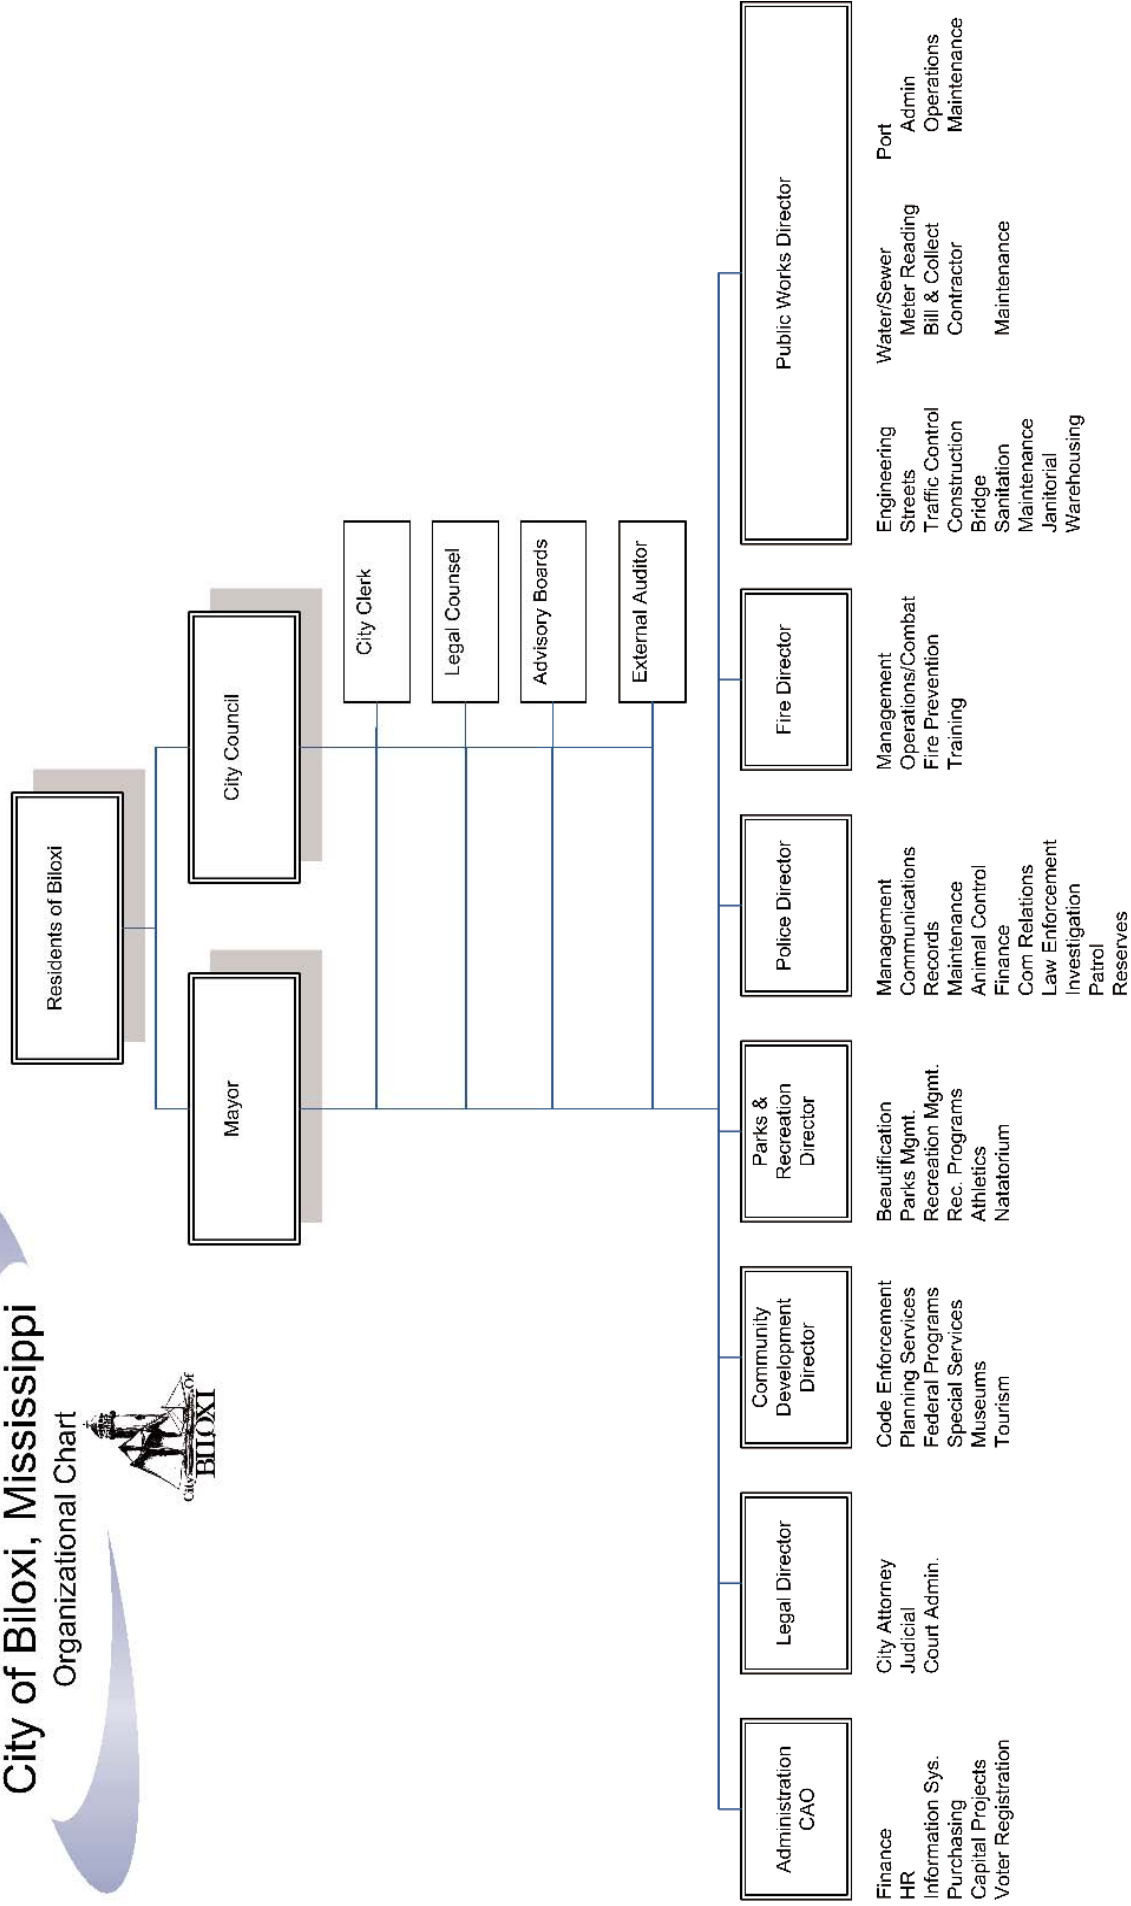 City of Biloxi, Mississippi
Organizational Chart
City Of
BILOXI
Residents of Biloxi
Mayor
City Council
City Clerk
Legal Counsel
Advisory Boards
External Auditor
Administration
CAO
Finance
HR
Information Sys.
Purchasing
Capital Projects
Voter Registration
Legal Director
City Attorney
Judicial
Court Admin.
Community
Development
Director
Code Enforcement
Planning Services
Federal Programs
Special Services
Museums
Tourism
Parks &
Recreation
Director
Beautification
Parks Mgmt.
Recreation Mgmt.
Rec. Programs
Athletics
Natatorium
Police Director
Management
Communications
Records
Maintenance
Animal Control
Finance
Com Relations
Law Enforcement
Investigation
Patrol
Reserves
Fire Director
Management
Operations/Combat
Fire Prevention
Training
Public Works Director
Engineering
Streets
Traffic Control
Construction
Bridge
Sanitation
Maintenance
Janitorial
Warehousing
Water/Sewer
Meter Reading
Bill & Collect
Contractor
Maintenance
Port
Admin
Operations
Maintenance